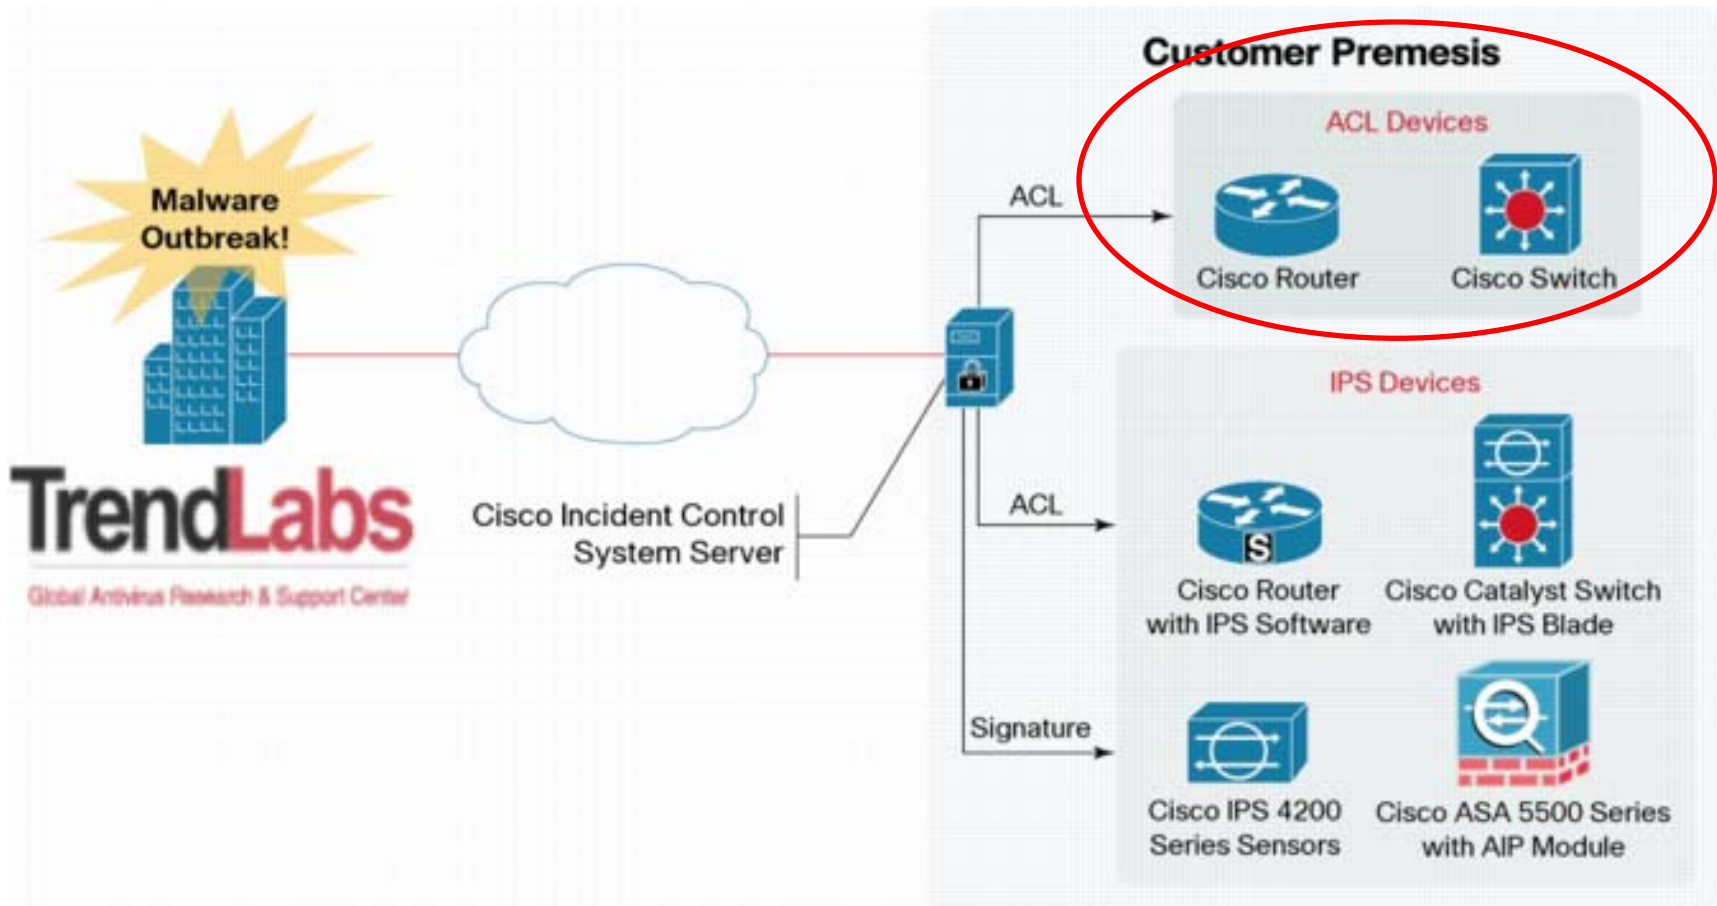 Customer Premesis
ACL Devices
Malware
Outbreak!
ACL
Cisco Router
Cisco Switch
IPS Devices
TrendLabs
Global Antivirus Research & Support Center
Cisco Incident Control
System Server
ACL
S
Cisco Router
with IPS Software
Cisco Catalyst Switch
with IPS Blade
Signature
Cisco IPS 4200
Series Sensors
Cisco ASA 5500 Series
with AIP Module